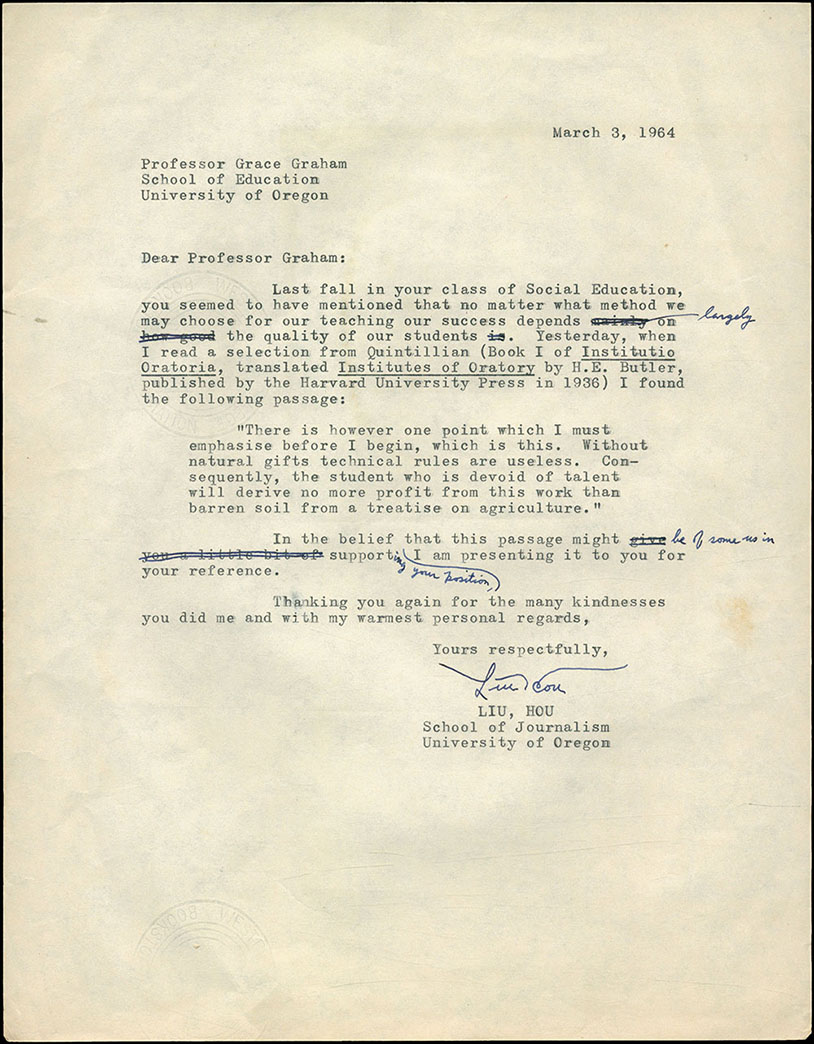 March 3, 1964
Professor Grace Graham
School of Education
University of Oregon
Dear Professor Graham:
Last fall in your class of Social Education,
you seemed to have mentioned that no matter what method we
may choose for our teaching our success depends mainly on largely
how good the quality of our students is. Yesterday, when
I read a selection from Quintillian (Book I of Institutio
Oratoria, translated Institutes of Oratory by H.E. Butler,
published by the Harvard University Press in 1936) I found
the following passage:
"There is however one point which I must
emphasise before I begin, which is this. Without
natural gifts technical rules are useless. Con-
sequently, the student who is devoid of talent
will derive no more profit from this work than
barren soil from a treatise on agriculture."
In the belief that this passage might give be of some us in
you a little bit of supporting your position, I am presenting it to you for
your reference.
Thanking you again for the many kindnesses
you did me and with my warmest personal regards,
Yours respectfully,
Liu Hou
LIU, HOU
School of Journalism
University of Oregon